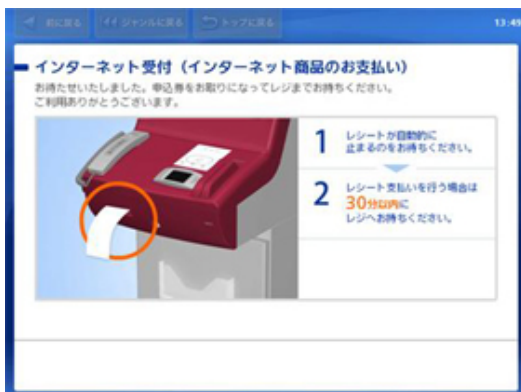 前に戻る ジャンルに戻る トップに戻る 13:49
インターネット受付（インターネット商品のお支払い）
お待たせいたしました。申込券をお取りになってレジまでお持ちください。
ご利用ありがとうございます。
1 レシートが自動的に
止まるのをお待ちください。
2 レシート支払いを行う場合は
30分以内に
レジへお持ちください。